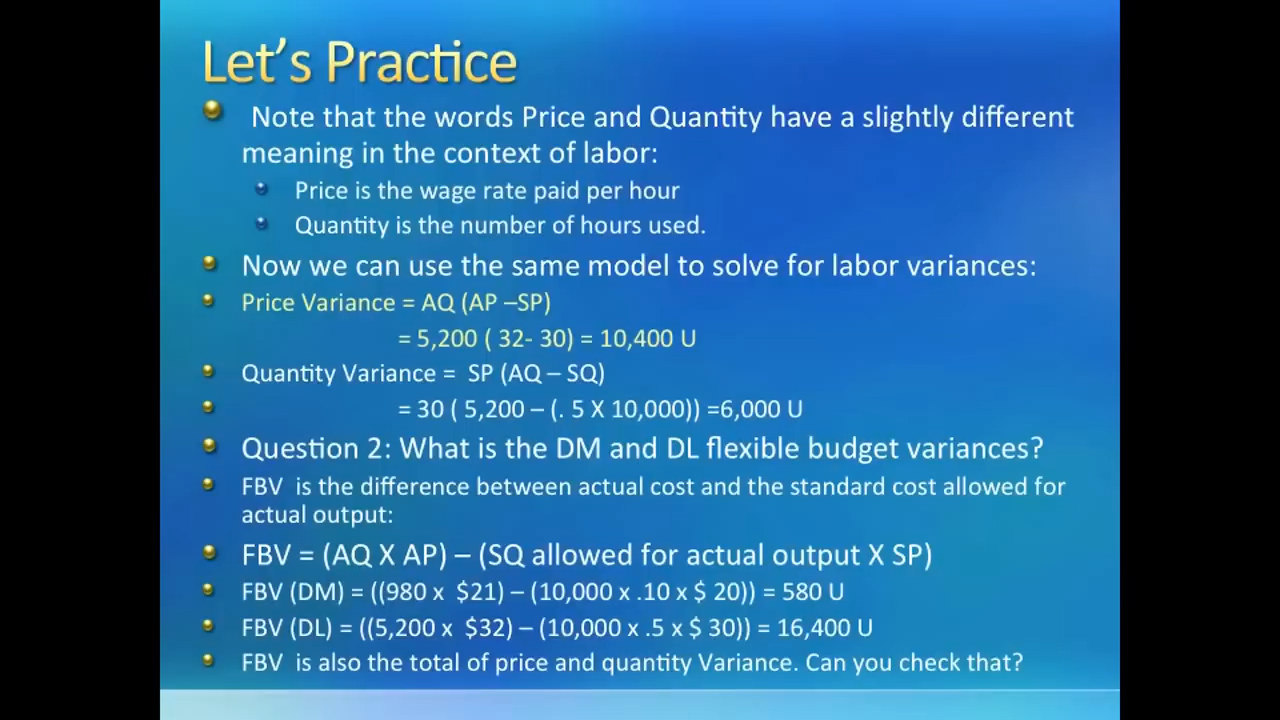 Let's Practice
Note that the words Price and Quantity have a slightly different
meaning in the context of labor:
Price is the wage rate paid per hour
Quantity is the number of hours used.
Now we can use the same model to solve for labor variances:
Price Variance = AQ (AP –SP)
= 5,200 ( 32- 30) = 10,400 U
Quantity Variance =  SP (AQ – SQ)
= 30 ( 5,200 – (. 5 X 10,000)) =6,000 U
Question 2: What is the DM and DL flexible budget variances?
FBV  is the difference between actual cost and the standard cost allowed for
actual output:
FBV = (AQ X AP) – (SQ allowed for actual output X SP)
FBV (DM) = ((980 x  $21) – (10,000 x .10 x $ 20)) = 580 U
FBV (DL) = ((5,200 x  $32) – (10,000 x .5 x $ 30)) = 16,400 U
FBV  is also the total of price and quantity Variance. Can you check that?